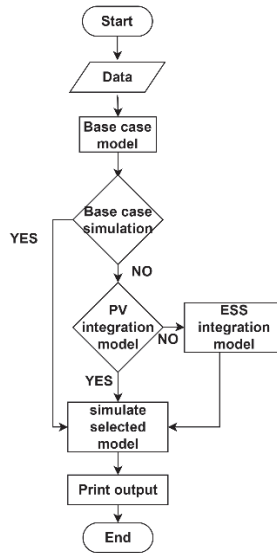 Start
Data
Base case
model
Base case
simulation
YES
NO
PV
integration
model
NO
ESS
integration
model
YES
simulate
selected
model
Print output
End